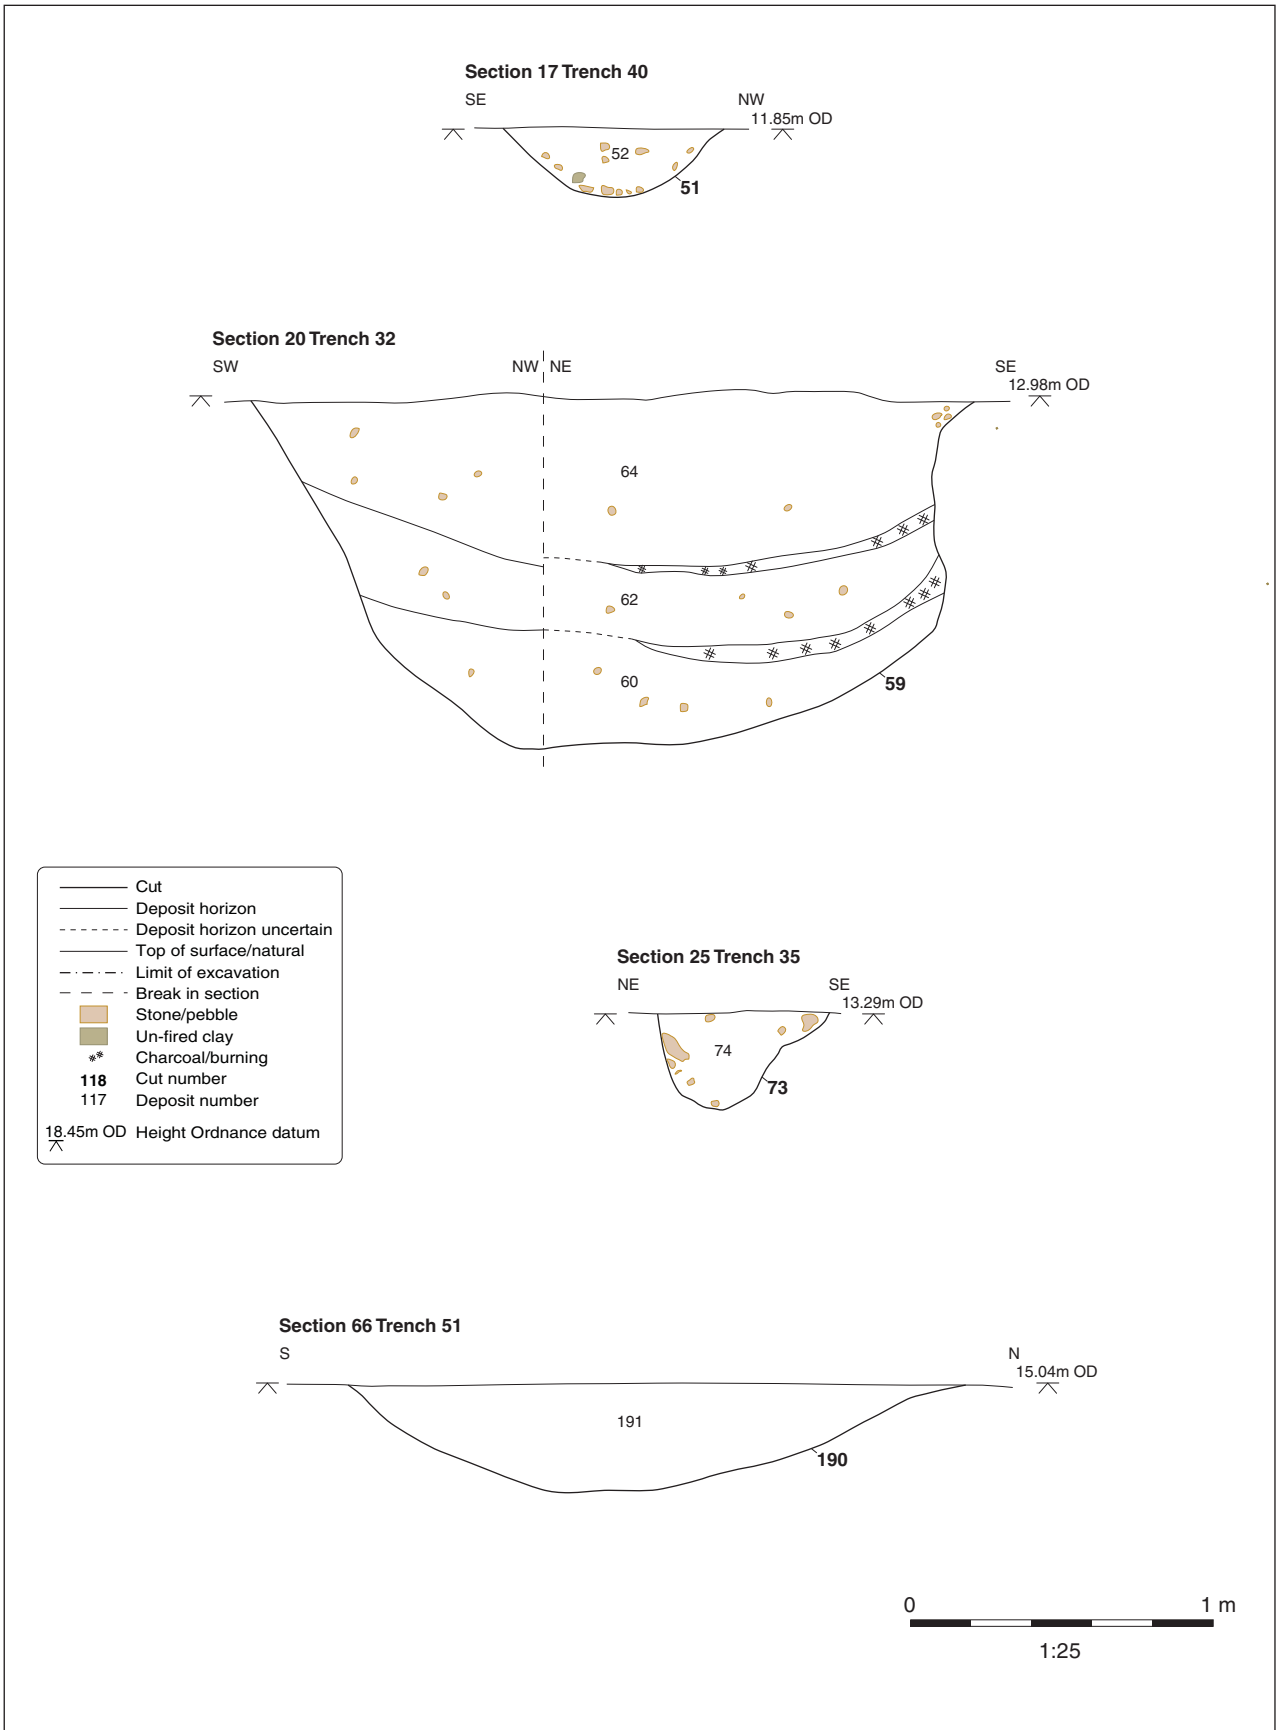 Section 17 Trench 40
SE NW
11.85m OD
52
51
Section 20 Trench 32
SW NW NE SE
12.98m OD
64
62
60
59
Cut
Deposit horizon
Deposit horizon uncertain
Top of surface/natural
Limit of excavation
Break in section
Stone/pebble
Un-fired clay
Charcoal/burning
118 Cut number
117 Deposit number
18.45m OD Height Ordnance datum
Section 25 Trench 35
NE SE
13.29m OD
74
73
Section 66 Trench 51
S N
15.04m OD
191
190
0 1 m
1:25